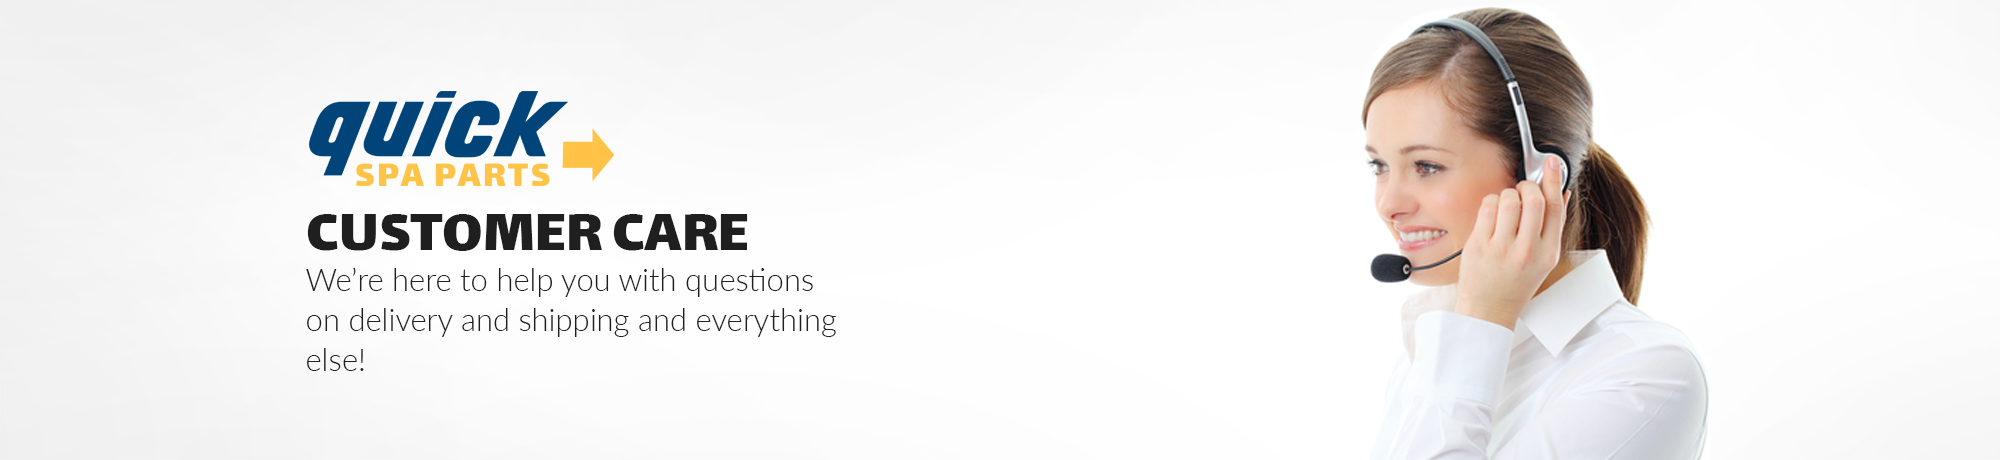 quick
SPA PARTS
CUSTOMER CARE
We’re here to help you with questions
on delivery and shipping and everything
else!